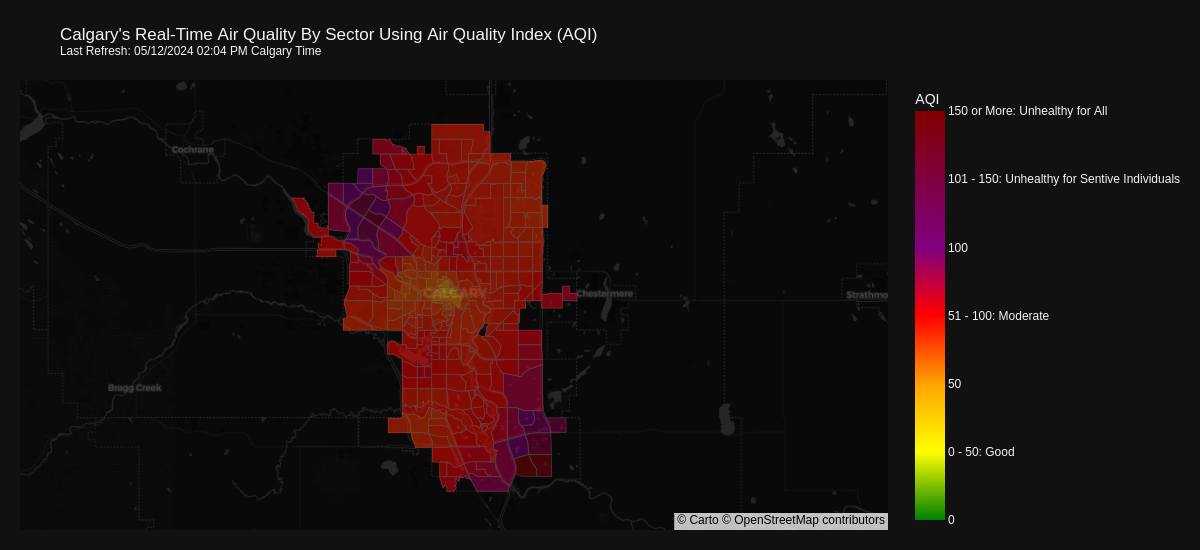 Calgary's Real-Time Air Quality By Sector Using Air Quality Index (AQI)
Last Refresh: 05/12/2024 02:04 PM Calgary Time
AQI
150 or More: Unhealthy for All
Cochrane
101 - 150: Unhealthy for Sentive Individuals
100
CALGARY
Chestermere
Strathmo
51 - 100: Moderate
Bragg Creek
50
0 - 50: Good
0
© Carto © OpenStreetMap contributors